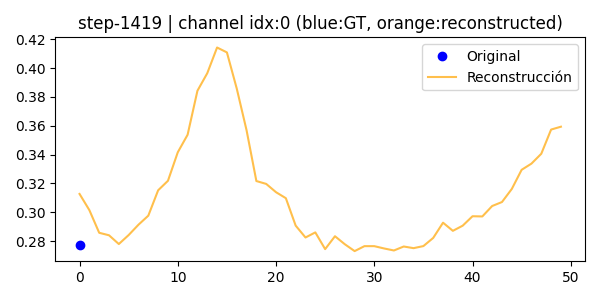 step-1419 | channel idx:0 (blue:GT, orange:reconstructed)
Original
Reconstrucción
0.42
0.40
0.38
0.36
0.34
0.32
0.30
0.28
0 10 20 30 40 50